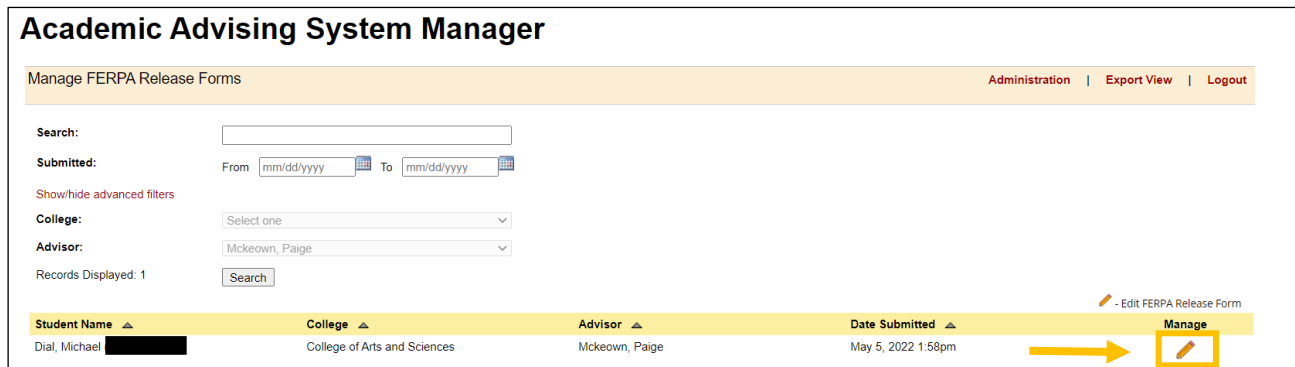 Academic Advising System Manager
Manage FERPA Release Forms Administration | Export View | Logout
Search:
Submitted: From mm/dd/yyyy To mm/dd/yyyy
Show/hide advanced filters
College: Select one
Advisor: Mckeown, Paige
Records Displayed: 1 Search
- Edit FERPA Release Form
Student Name College Advisor Date Submitted Manage
Dial, Michael College of Arts and Sciences Mckeown, Paige May 5, 2022 1:58pm